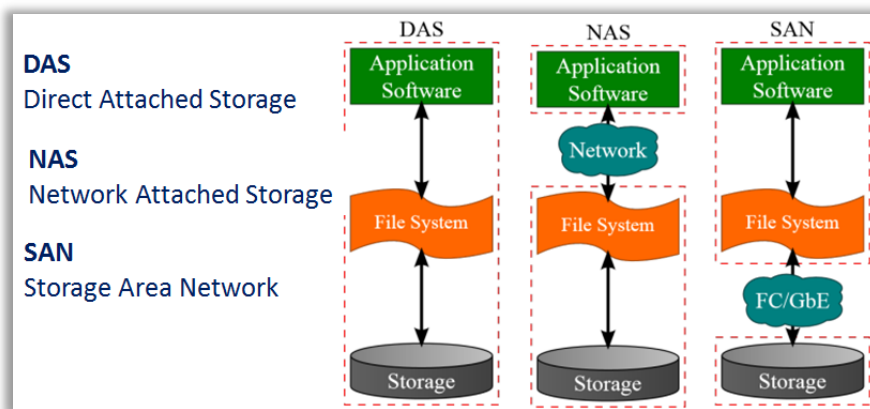 DAS
Direct Attached Storage
NAS
Network Attached Storage
SAN
Storage Area Network
DAS
Application
Software
File System
Storage
NAS
Application
Software
Network
File System
Storage
SAN
Application
Software
File System
FC/GbE
Storage